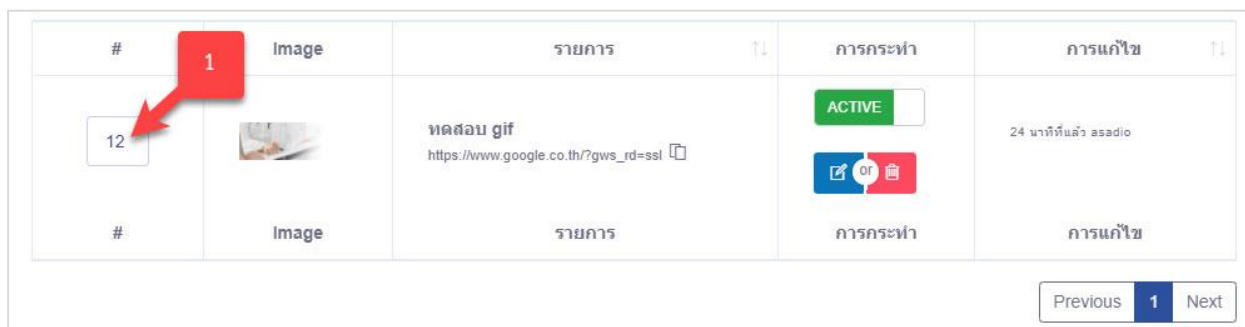 # Image รายการ การกระทำ การแก้ไข
1
ACTIVE
12 ทดสอบ gif 24 นาทีที่แล้ว asadio
https://www.google.co.th/?gws_rd=ssl
or
# Image รายการ การกระทำ การแก้ไข
Previous 1 Next